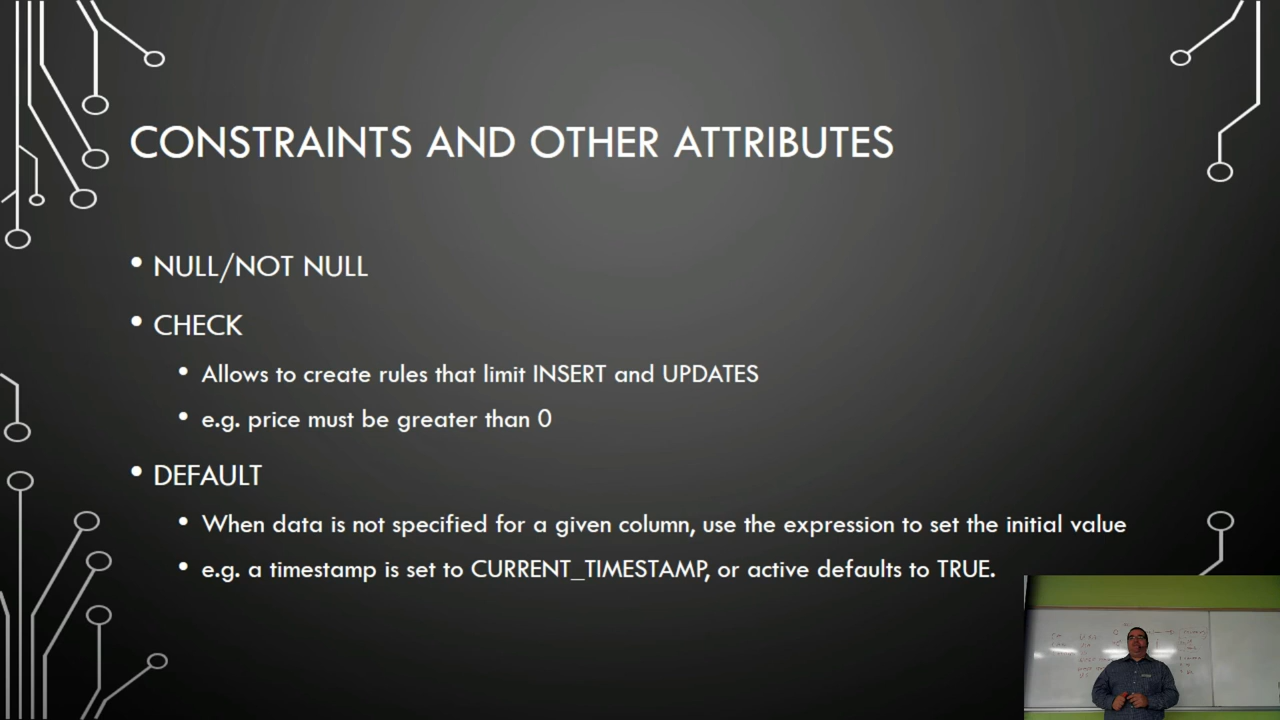 CONSTRAINTS AND OTHER ATTRIBUTES
• NULL/NOT NULL
• CHECK
• Allows to create rules that limit INSERT and UPDATES
• e.g. price must be greater than 0
• DEFAULT
• When data is not specified for a given column, use the expression to set the initial value
• e.g. a timestamp is set to CURRENT_TIMESTAMP, or active defaults to TRUE.